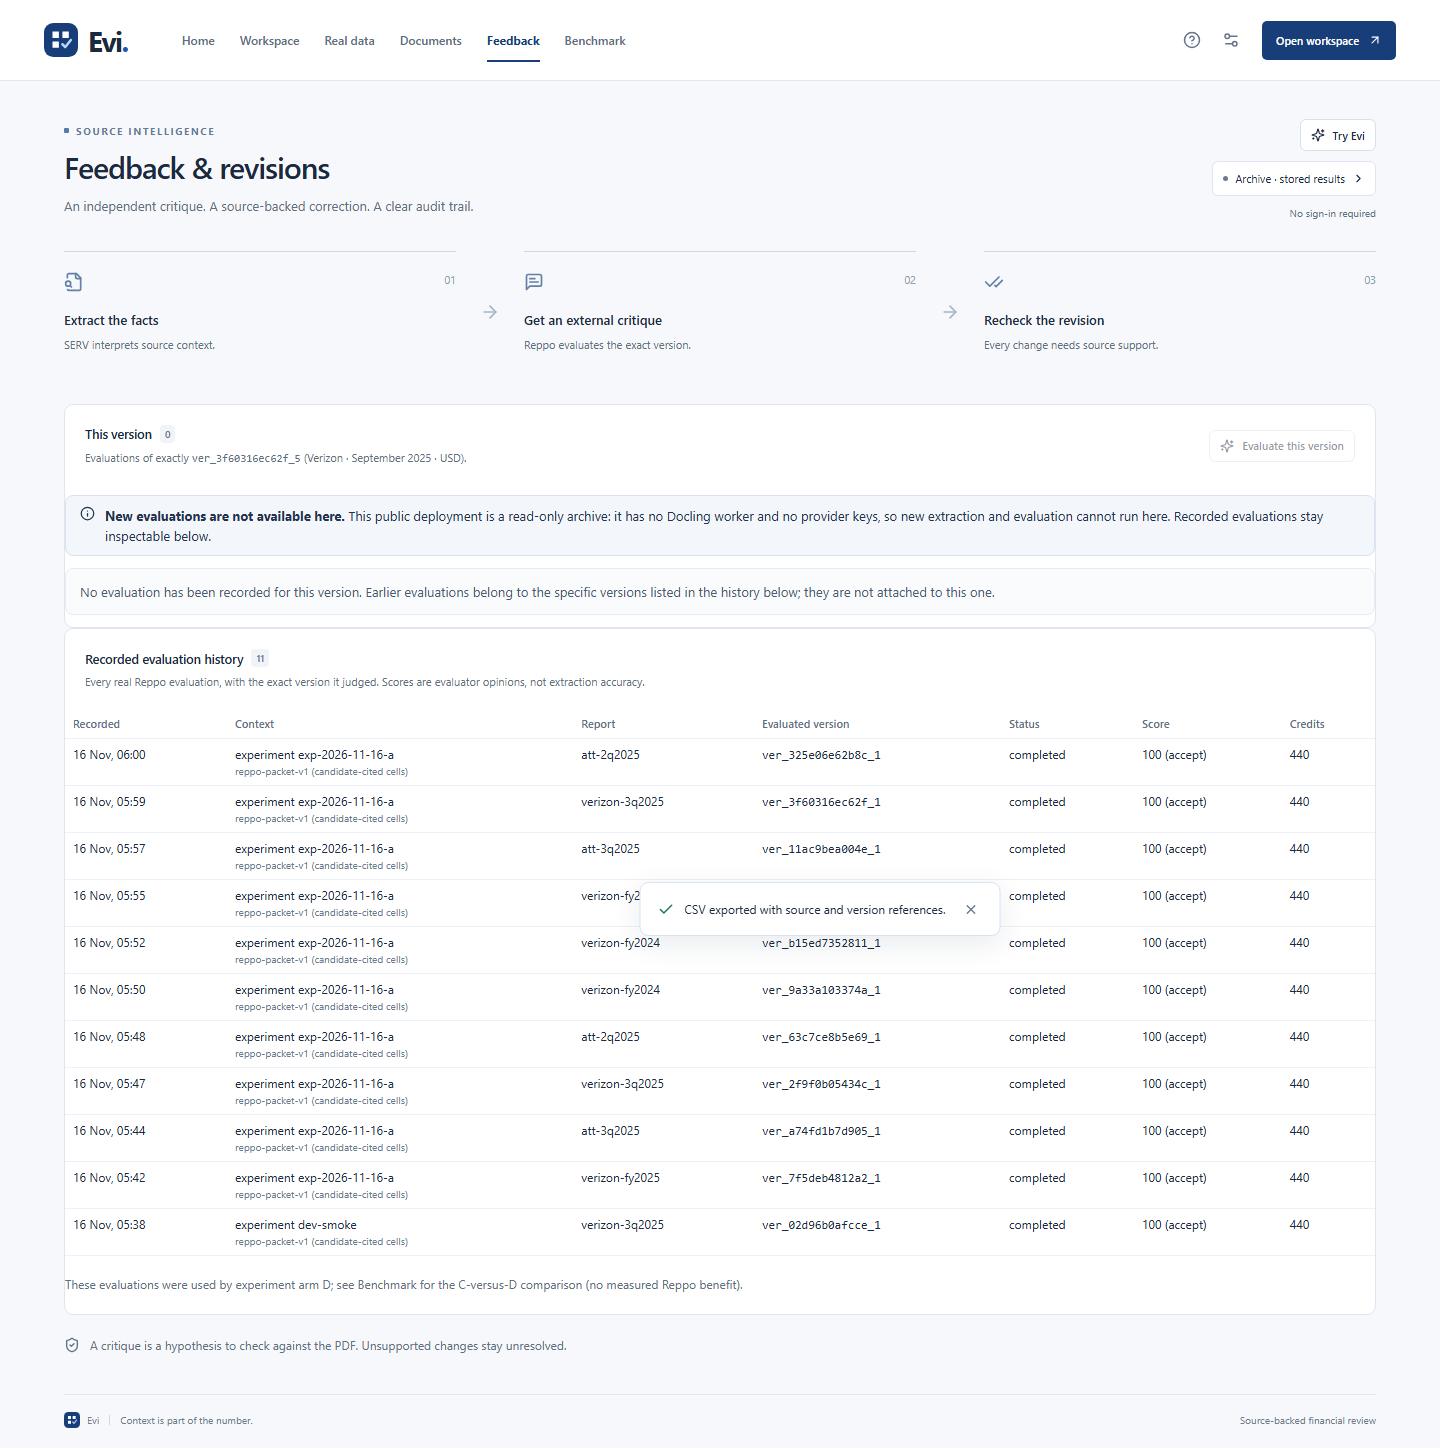 Evi.
Home
Workspace
Real data
Documents
Feedback
Benchmark
Open workspace
SOURCE INTELLIGENCE
Try Evi
Feedback & revisions
Archive · stored results
An independent critique. A source-backed correction. A clear audit trail.
No sign-in required
01
Extract the facts
SERV interprets source context.
02
Get an external critique
Reppo evaluates the exact version.
03
Recheck the revision
Every change needs source support.
This version 0
Evaluations of exactly ver_3f60316ec62f_5 (Verizon · September 2025 · USD).
Evaluate this version
New evaluations are not available here. This public deployment is a read-only archive: it has no Docling worker and no provider keys, so new extraction and evaluation cannot run here. Recorded evaluations stay
inspectable below.
No evaluation has been recorded for this version. Earlier evaluations belong to the specific versions listed in the history below; they are not attached to this one.
Recorded evaluation history 11
Every real Reppo evaluation, with the exact version it judged. Scores are evaluator opinions, not extraction accuracy.
Recorded Context Report Evaluated version Status Score Credits
16 Nov, 06:00 experiment exp-2026-11-16-a att-2q2025 ver_325e06e62b8c_1 completed 100 (accept) 440
reppo-packet-v1 (candidate-cited cells)
16 Nov, 05:59 experiment exp-2026-11-16-a verizon-3q2025 ver_3f60316ec62f_1 completed 100 (accept) 440
reppo-packet-v1 (candidate-cited cells)
16 Nov, 05:57 experiment exp-2026-11-16-a att-3q2025 ver_11ac9bea004e_1 completed 100 (accept) 440
reppo-packet-v1 (candidate-cited cells)
16 Nov, 05:55 experiment exp-2026-11-16-a verizon-fy2 completed 100 (accept) 440
reppo-packet-v1 (candidate-cited cells)
CSV exported with source and version references.
16 Nov, 05:52 experiment exp-2026-11-16-a verizon-fy2024 ver_b15ed7352811_1 completed 100 (accept) 440
reppo-packet-v1 (candidate-cited cells)
16 Nov, 05:50 experiment exp-2026-11-16-a verizon-fy2024 ver_9a33a103374a_1 completed 100 (accept) 440
reppo-packet-v1 (candidate-cited cells)
16 Nov, 05:48 experiment exp-2026-11-16-a att-2q2025 ver_63c7ce8b5e69_1 completed 100 (accept) 440
reppo-packet-v1 (candidate-cited cells)
16 Nov, 05:47 experiment exp-2026-11-16-a verizon-3q2025 ver_2f9f0b05434c_1 completed 100 (accept) 440
reppo-packet-v1 (candidate-cited cells)
16 Nov, 05:44 experiment exp-2026-11-16-a att-3q2025 ver_a74fd1b7d905_1 completed 100 (accept) 440
reppo-packet-v1 (candidate-cited cells)
16 Nov, 05:42 experiment exp-2026-11-16-a verizon-fy2025 ver_7f5deb4812a2_1 completed 100 (accept) 440
reppo-packet-v1 (candidate-cited cells)
16 Nov, 05:38 experiment dev-smoke verizon-3q2025 ver_02d96b0afcce_1 completed 100 (accept) 440
reppo-packet-v1 (candidate-cited cells)
These evaluations were used by experiment arm D; see Benchmark for the C-versus-D comparison (no measured Reppo benefit).
A critique is a hypothesis to check against the PDF. Unsupported changes stay unresolved.
Evi
Context is part of the number.
Source-backed financial review